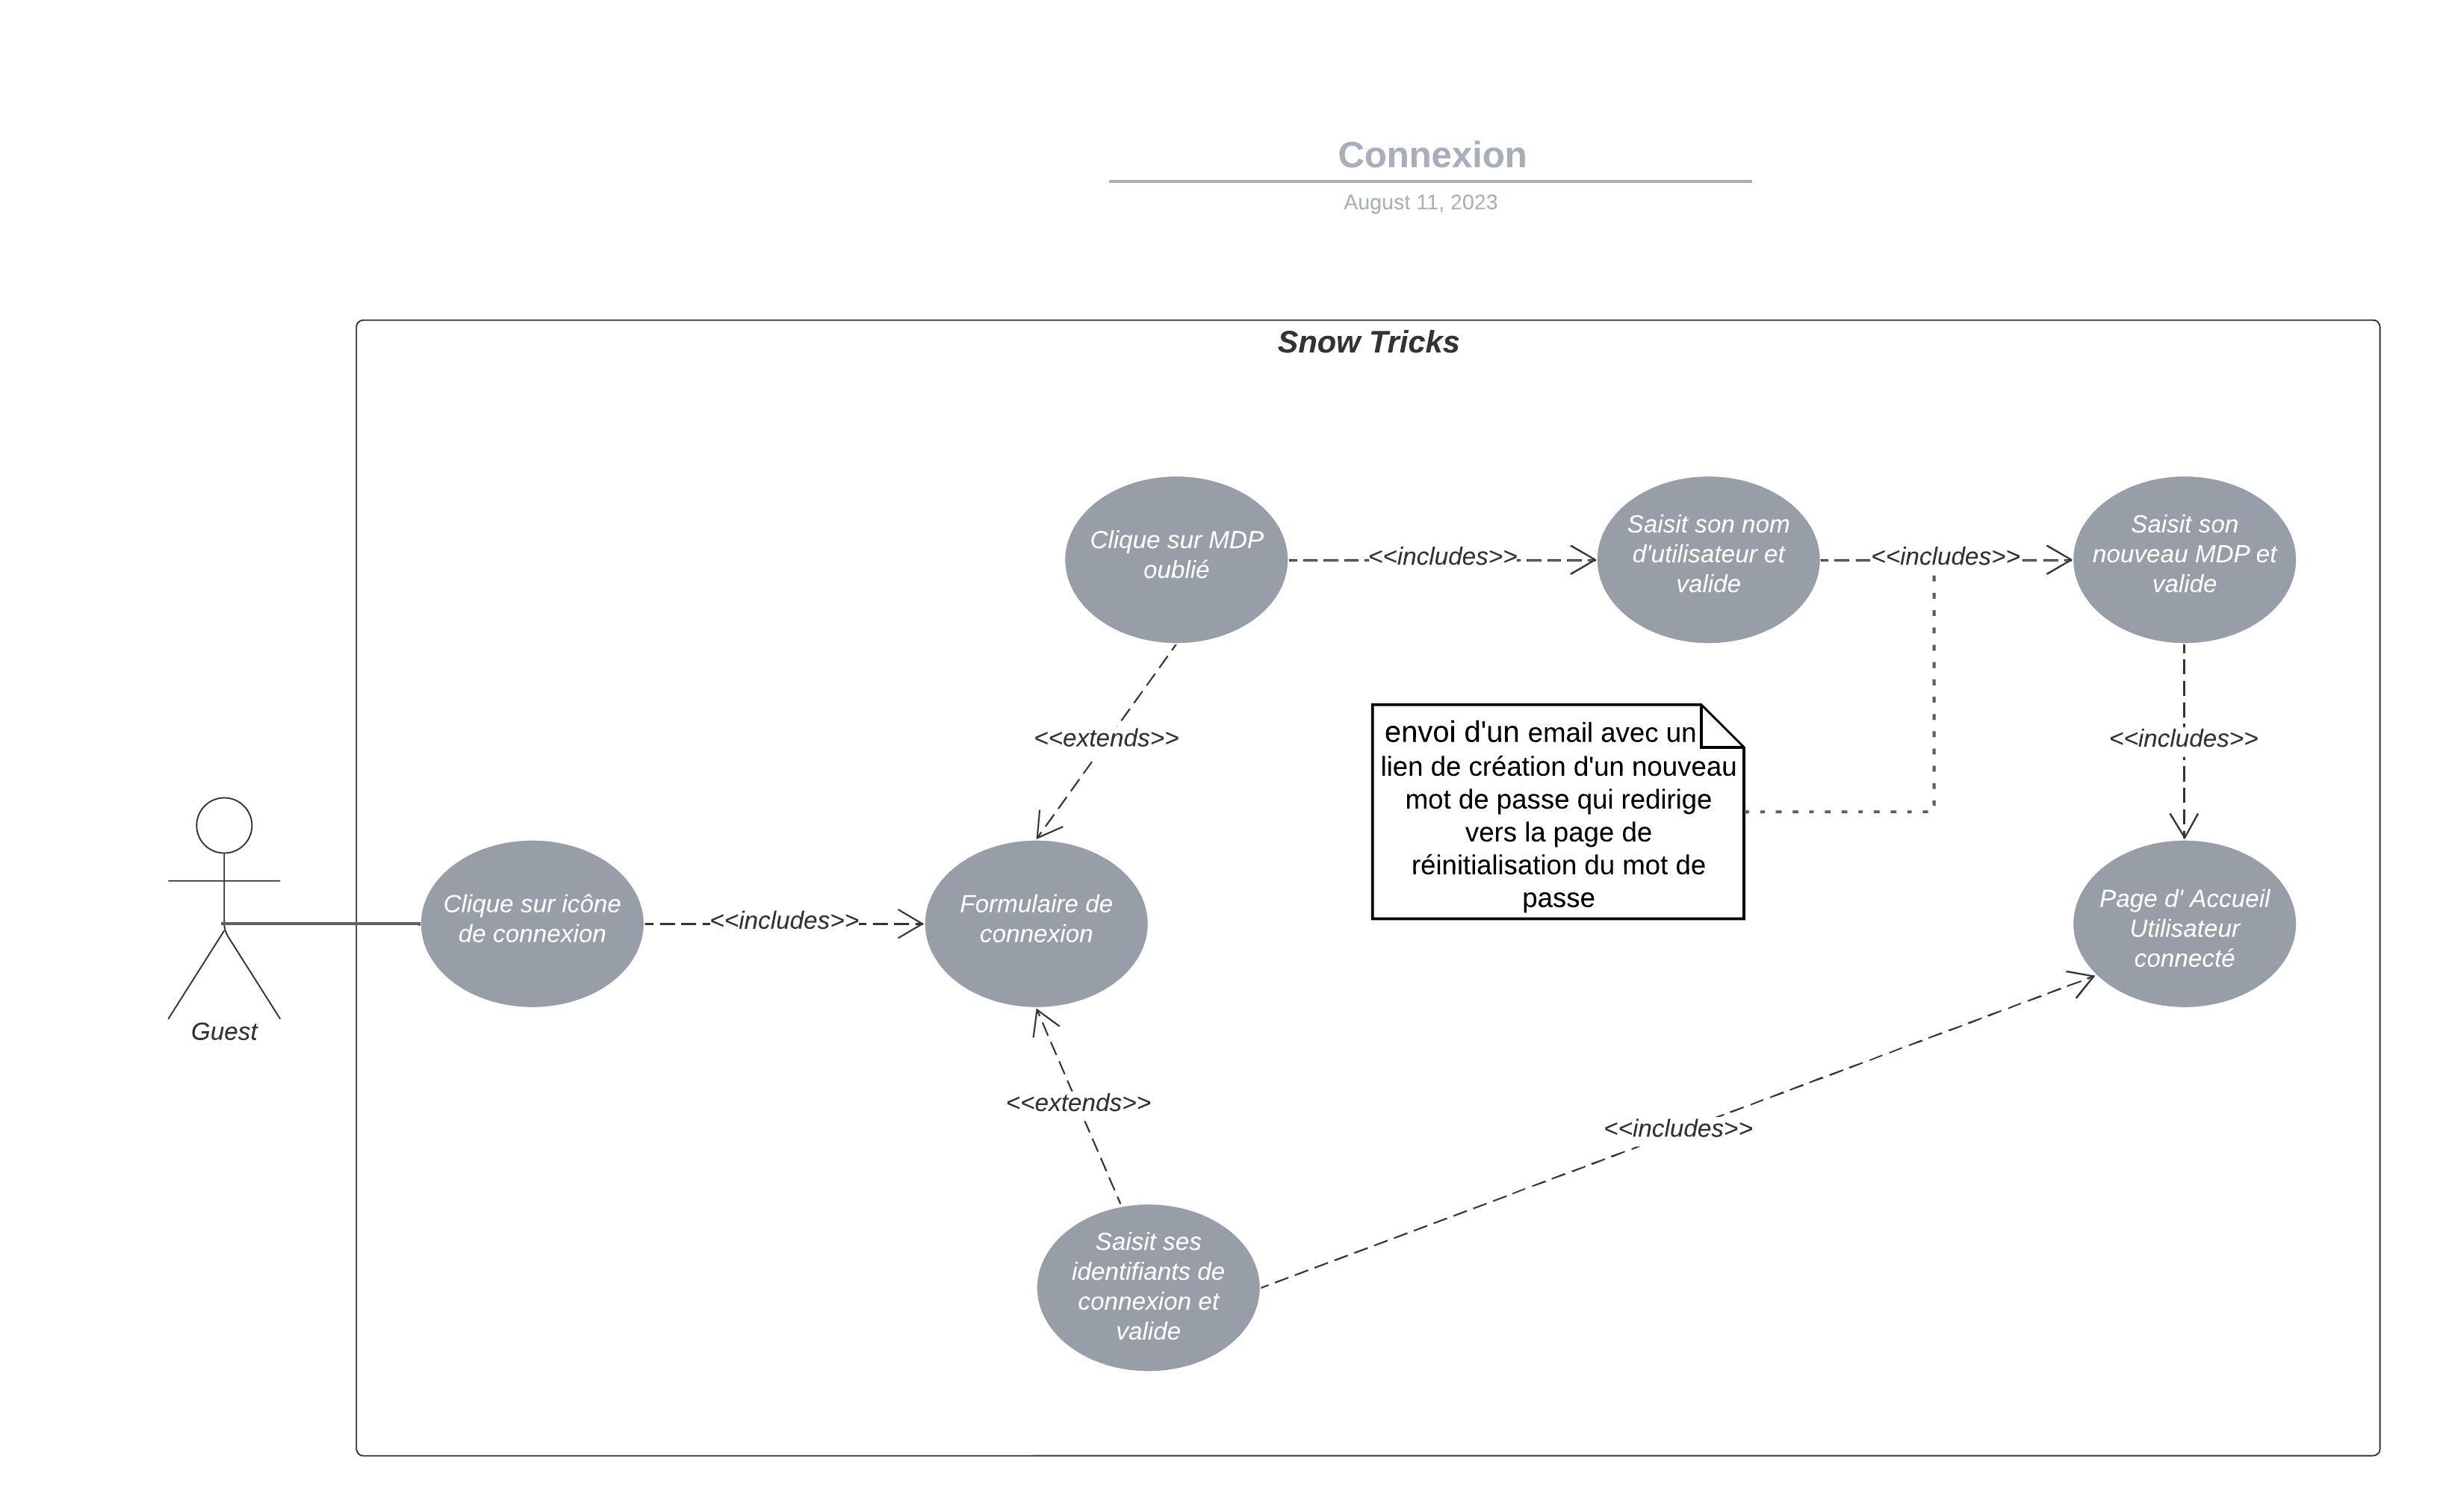 Connexion
August 11, 2023
Snow Tricks
Clique sur MDP
oublié
<<includes>>
Saisit son nom
d'utilisateur et
valide
<<includes>>
Saisit son
nouveau MDP et
valide
<<extends>>
envoi d'un email avec un
lien de création d'un nouveau
mot de passe qui redirige
vers la page de
réinitialisation du mot de
passe
<<includes>>
Guest
Clique sur icône
de connexion
<<includes>>
Formulaire de
connexion
Page d' Accueil
Utilisateur
connecté
<<extends>>
<<includes>>
Saisit ses
identifiants de
connexion et
valide